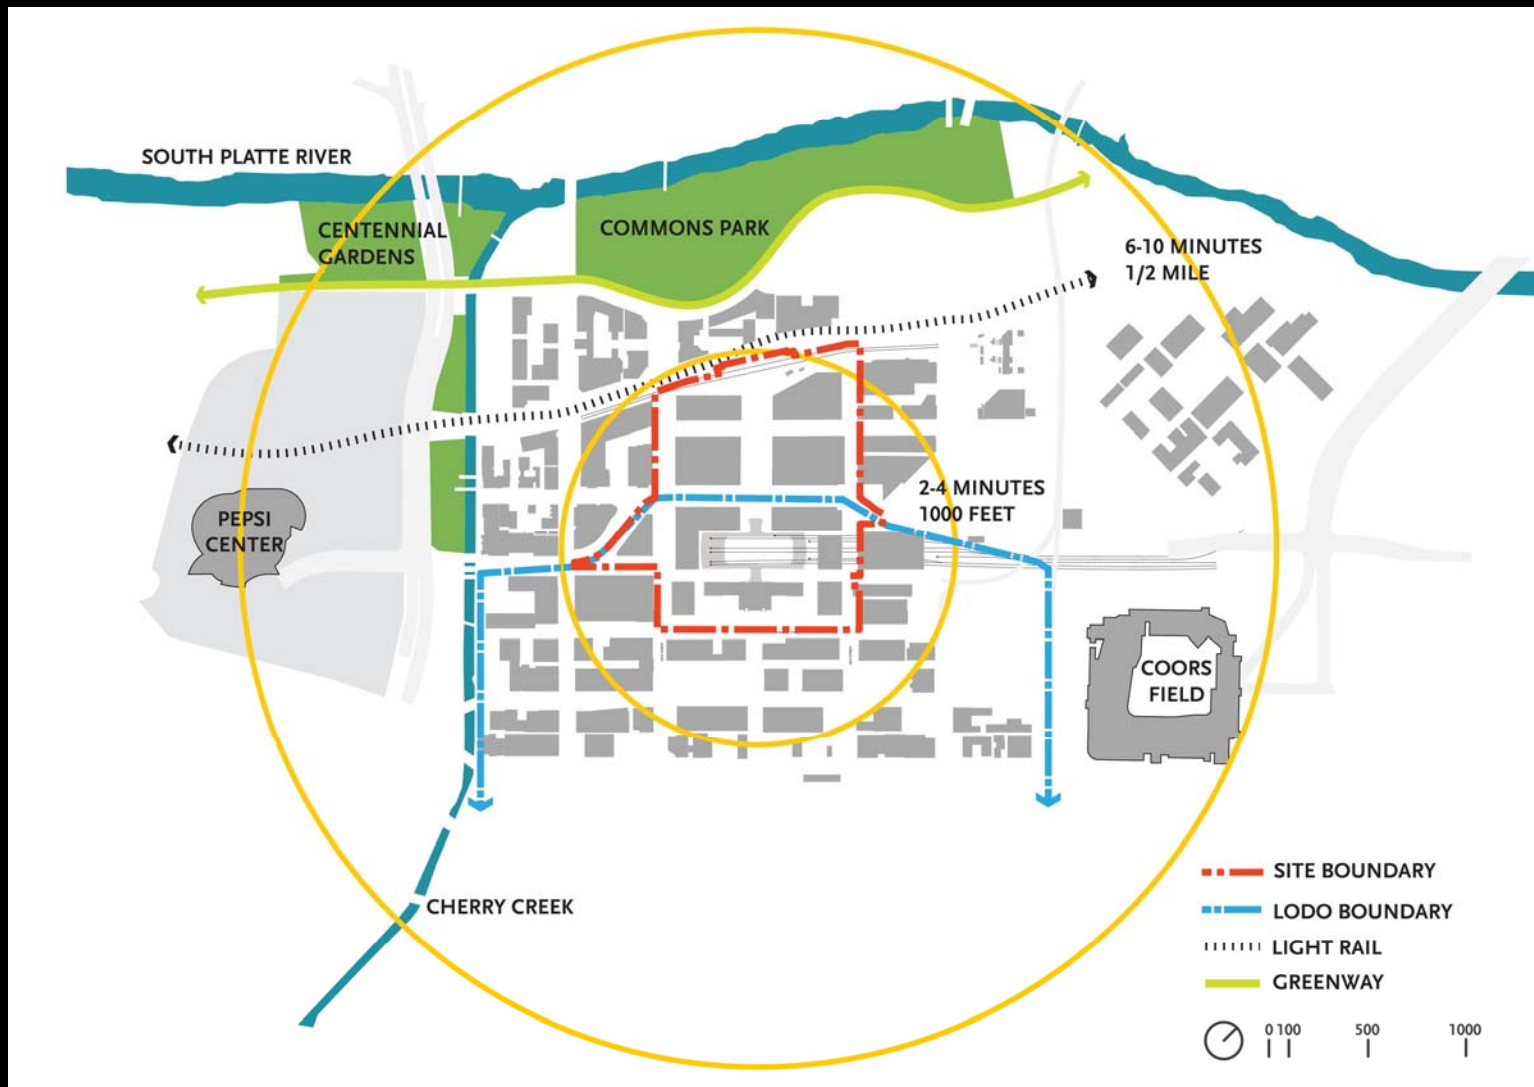 SOUTH PLATTE RIVER
CENTENNIAL
GARDENS
COMMONS PARK
6-10 MINUTES
1/2 MILE
2-4 MINUTES
1000 FEET
PEPSI
CENTER
COORS
FIELD
CHERRY CREEK
SITE BOUNDARY
LODO BOUNDARY
LIGHT RAIL
GREENWAY
0 100 500 1000